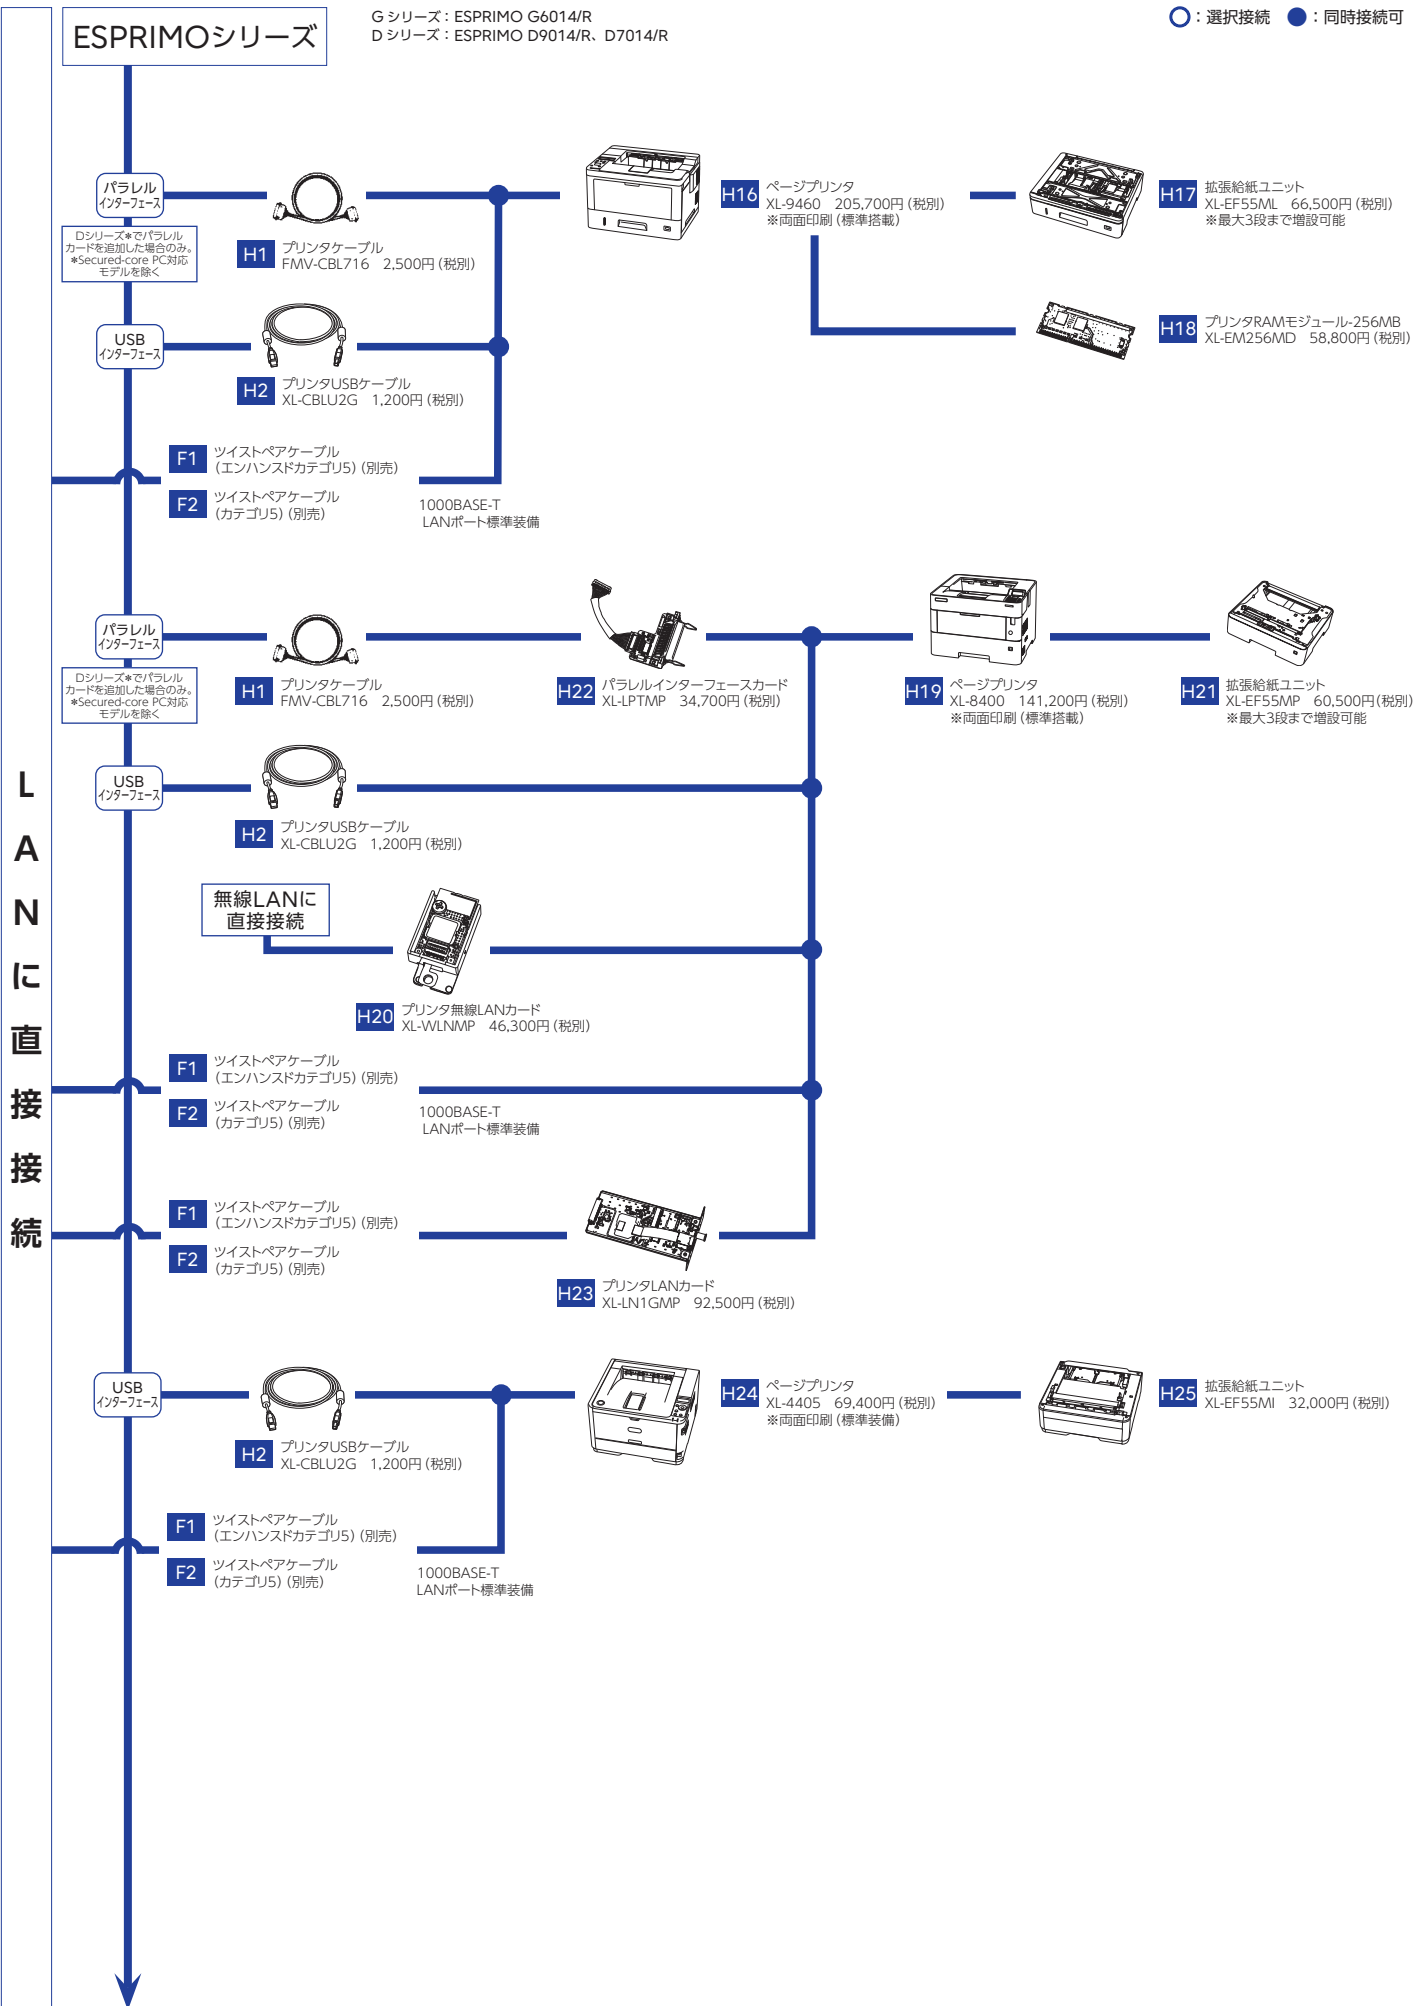 ESPRIMOシリーズ
G シリーズ：ESPRIMO G6014/R
D シリーズ：ESPRIMO D9014/R、D7014/R
○：選択接続 ●：同時接続可
LANに直接接続
パラレル
インターフェース
Dシリーズ＊でパラレル
カードを追加した場合のみ。
＊Secured-core PC対応
モデルを除く
H1 プリンタケーブル
FMV-CBL716 2,500円（税別）
H16 ページプリンタ
XL-9460 205,700円（税別）
※両面印刷（標準搭載）
H17 拡張給紙ユニット
XL-EF55ML 66,500円（税別）
※最大3段まで増設可能
H18 プリンタRAMモジュール-256MB
XL-EM256MD 58,800円（税別）
USB
インターフェース
H2 プリンタUSBケーブル
XL-CBLU2G 1,200円（税別）
F1 ツイストペアケーブル
（エンハンスドカテゴリ5）（別売）
F2 ツイストペアケーブル
（カテゴリ5）（別売）
1000BASE-T
LANポート標準装備
パラレル
インターフェース
Dシリーズ＊でパラレル
カードを追加した場合のみ。
＊Secured-core PC対応
モデルを除く
H1 プリンタケーブル
FMV-CBL716 2,500円（税別）
H22 パラレルインターフェースカード
XL-LPTMP 34,700円（税別）
H19 ページプリンタ
XL-8400 141,200円（税別）
※両面印刷（標準搭載）
H21 拡張給紙ユニット
XL-EF55MP 60,500円（税別）
※最大3段まで増設可能
USB
インターフェース
H2 プリンタUSBケーブル
XL-CBLU2G 1,200円（税別）
無線LANに
直接接続
H20 プリンタ無線LANカード
XL-WLNMP 46,300円（税別）
F1 ツイストペアケーブル
（エンハンスドカテゴリ5）（別売）
F2 ツイストペアケーブル
（カテゴリ5）（別売）
1000BASE-T
LANポート標準装備
F1 ツイストペアケーブル
（エンハンスドカテゴリ5）（別売）
F2 ツイストペアケーブル
（カテゴリ5）（別売）
H23 プリンタLANカード
XL-LN1GMP 92,500円（税別）
USB
インターフェース
H2 プリンタUSBケーブル
XL-CBLU2G 1,200円（税別）
H24 ページプリンタ
XL-4405 69,400円（税別）
※両面印刷（標準装備）
H25 拡張給紙ユニット
XL-EF55MI 32,000円（税別）
F1 ツイストペアケーブル
（エンハンスドカテゴリ5）（別売）
F2 ツイストペアケーブル
（カテゴリ5）（別売）
1000BASE-T
LANポート標準装備